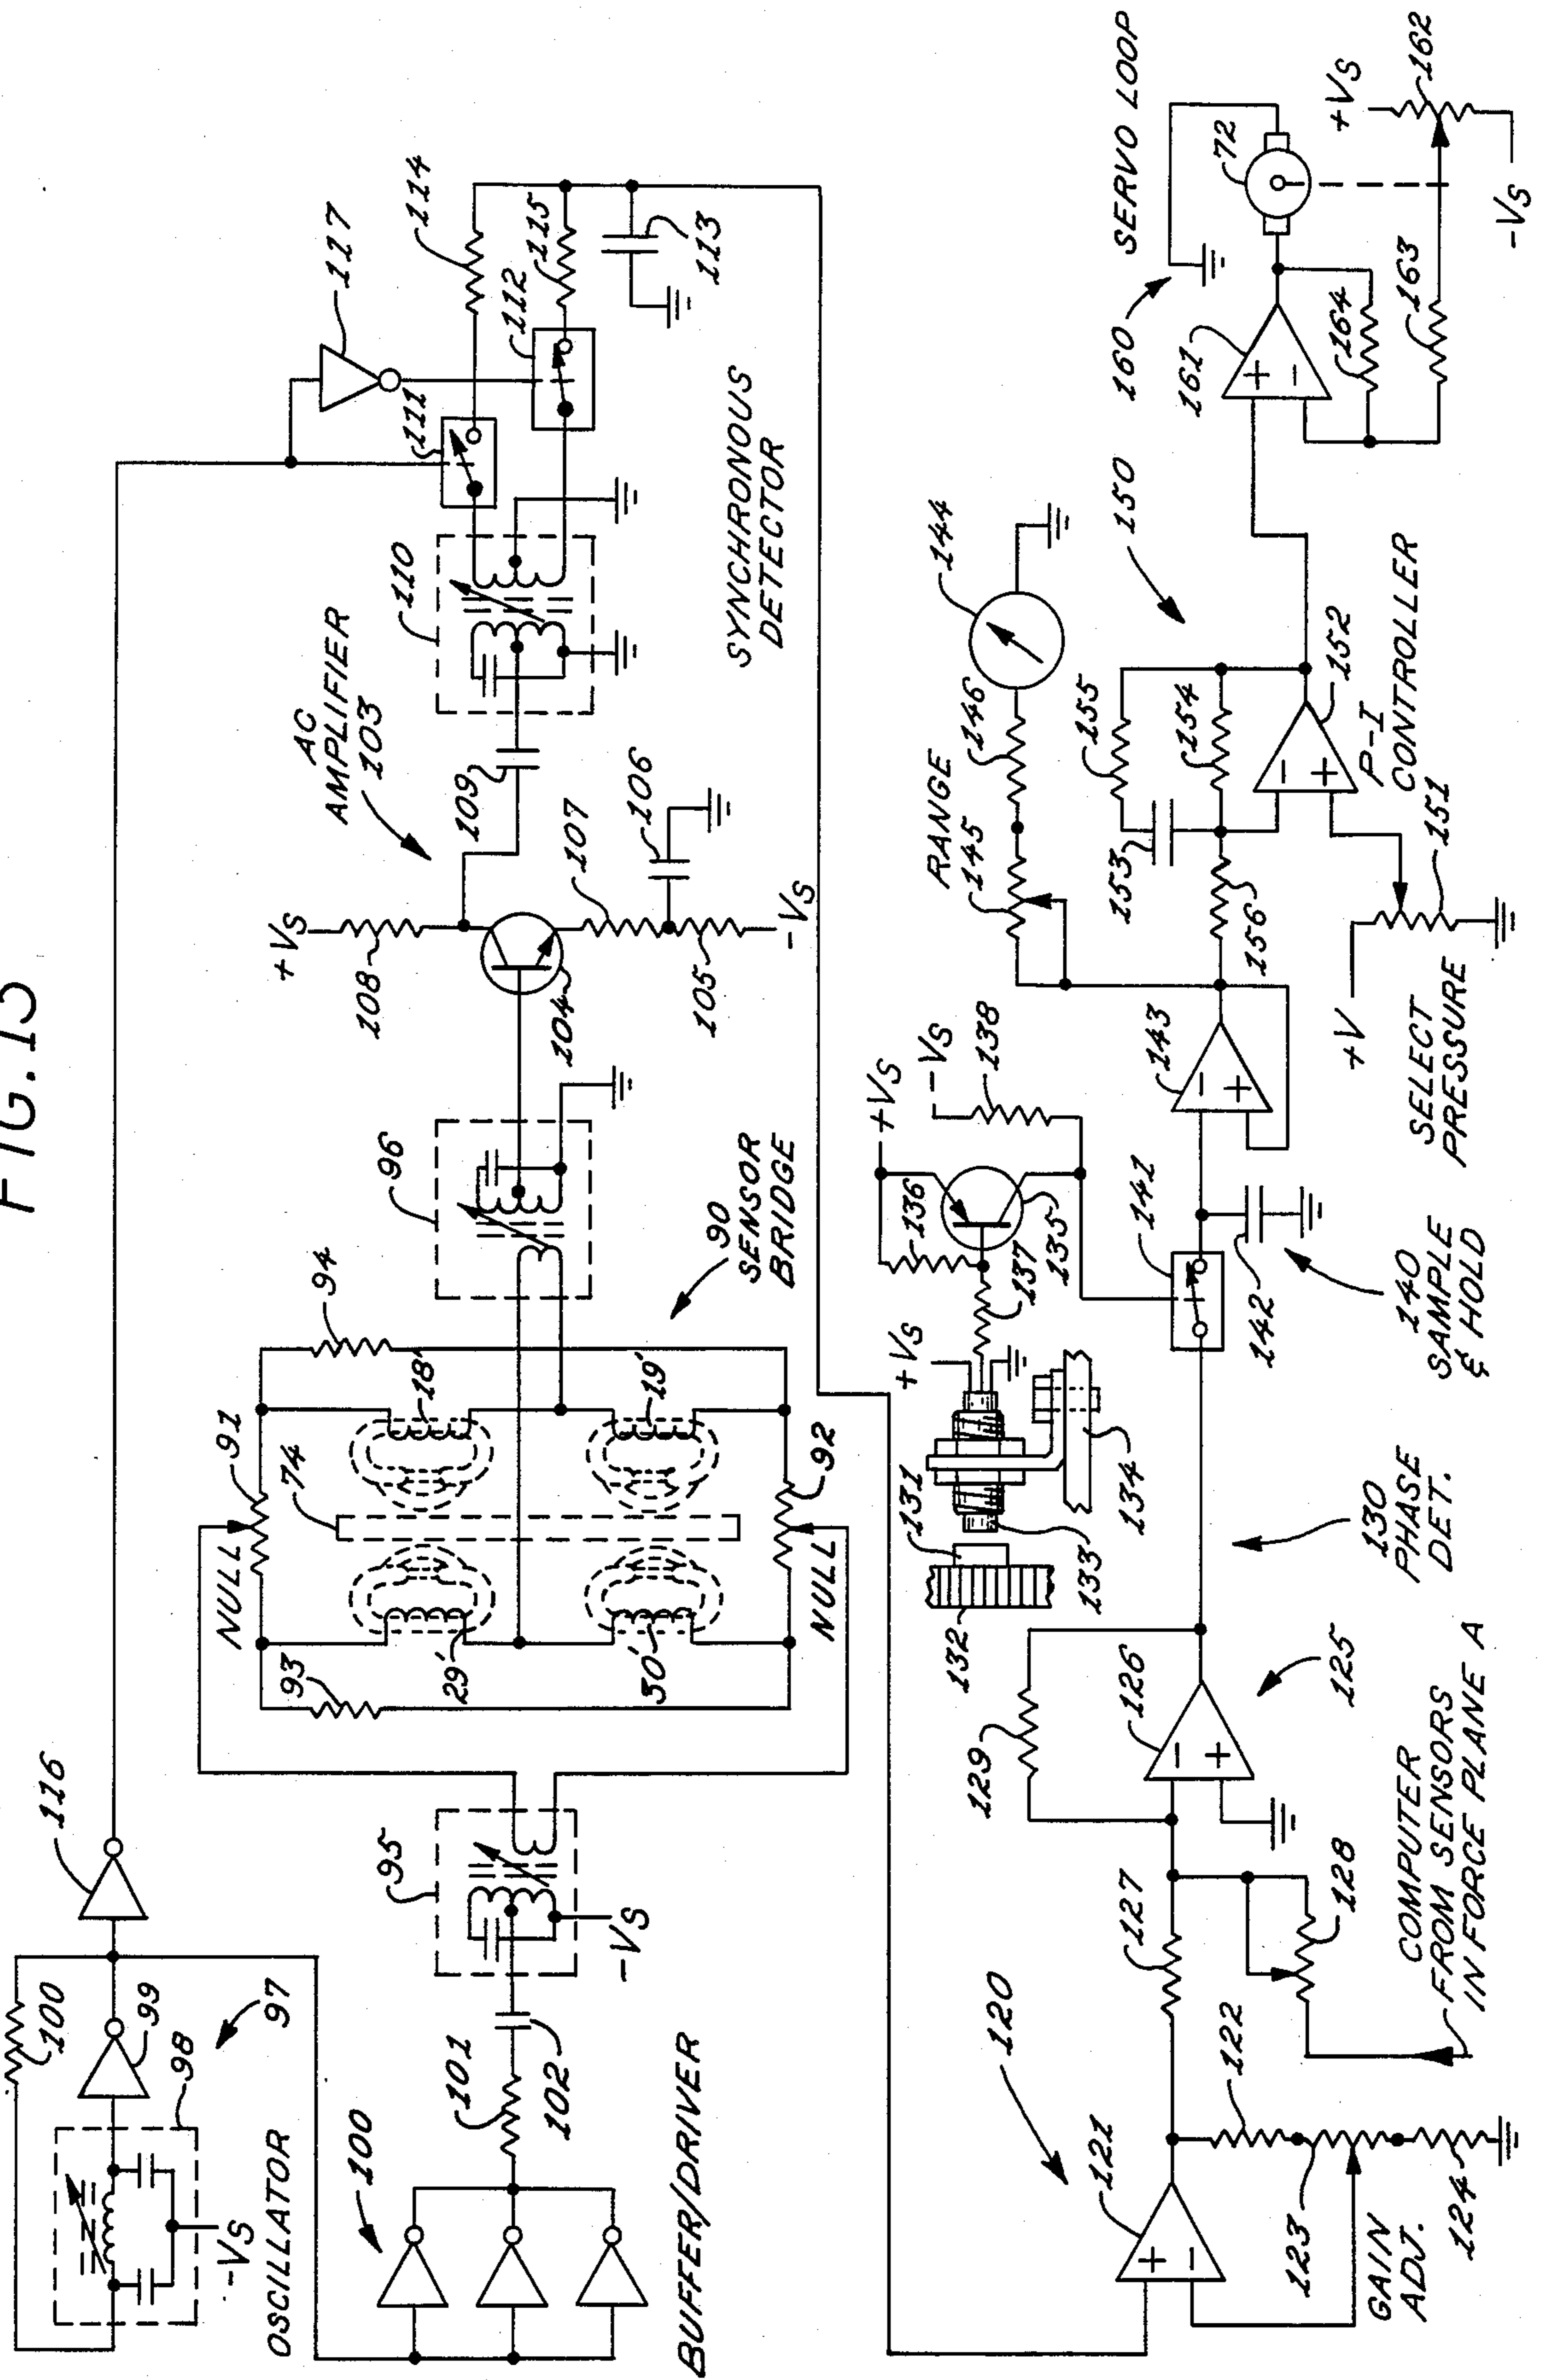 FIG. 13
100
99
98
97
116
-VS
OSCILLATOR
100
BUFFER/DRIVER
101
102
95
-VS
NULL
91
93
94
74
29'
18'
30'
19'
92
NULL
90
SENSOR
BRIDGE
96
+VS
108
104
105
107
106
-VS
AC
AMPLIFIER
103
109
110
111
112
117
114
115
113
SYNCHRONOUS
DETECTOR
120
121
122
123
124
GAIN
ADJ.
127
128
129
126
125
COMPUTER
FROM SENSORS
IN FORCE PLANE A
130
PHASE
DET.
131
132
133
134
+VS
137
136
135
+VS
-VS
138
141
142
140
SAMPLE
& HOLD
143
RANGE
145
146
144
156
153
155
154
152
150
P-I
CONTROLLER
151
+V
SELECT
PRESSURE
160
SERVO LOOP
161
164
163
72
+VS
162
-VS